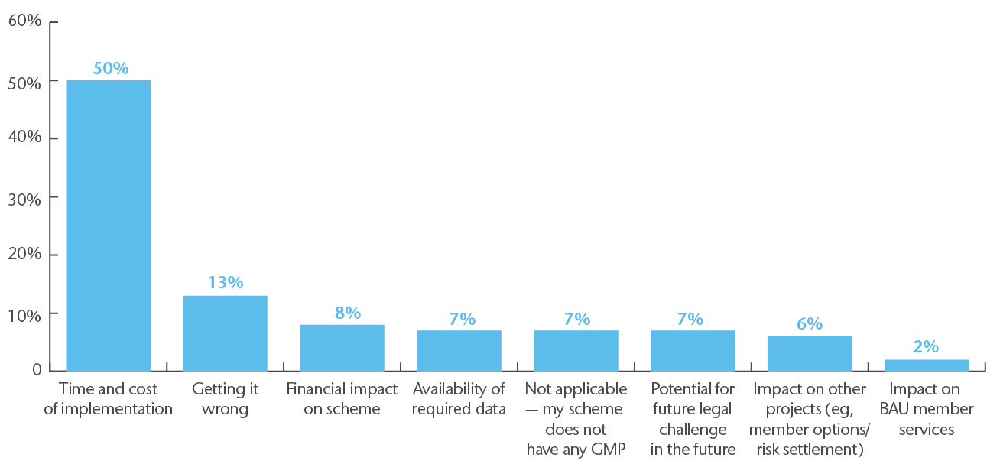 60%
50%
40%
30%
20%
10%
0
50%
13%
8%
7%
7%
7%
6%
2%
Time and cost
of implementation
Getting it
wrong
Financial impact
on scheme
Availability of
required data
Not applicable
— my scheme
does not
have any GMP
Potential for
future legal
challenge
in the future
Impact on other
projects (eg,
member options/
risk settlement)
Impact on
BAU member
services